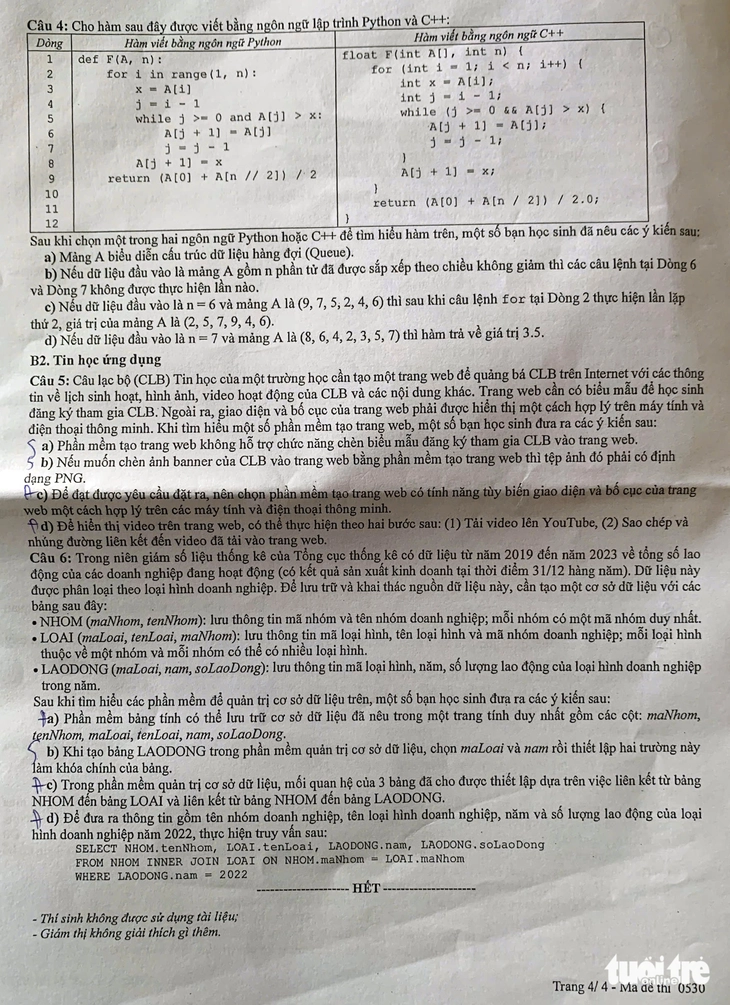 Câu 4: Cho hàm sau đây được viết bằng ngôn ngữ lập trình Python và C++:
Dòng Hàm viết bằng ngôn ngữ Python Hàm viết bằng ngôn ngữ C++
1 def F(A, n): float F(int A[], int n) {
2 for i in range(1, n): for (int i = 1; i < n; i++) {
3 x = A[i] int x = A[i];
4 j = i - 1 int j = i - 1;
5 while j >= 0 and A[j] > x: while (j >= 0 && A[j] > x) {
6 A[j + 1] = A[j] A[j + 1] = A[j];
7 j = j - 1 j = j - 1;
8 A[j + 1] = x }
9 return (A[0] + A[n // 2]) / 2 A[j + 1] = x;
10 }
11 return (A[0] + A[n / 2]) / 2.0;
12 }
Sau khi chọn một trong hai ngôn ngữ Python hoặc C++ để tìm hiểu hàm trên, một số bạn học sinh đã nêu các ý kiến sau:
a) Mảng A biểu diễn cấu trúc dữ liệu hàng đợi (Queue).
b) Nếu dữ liệu đầu vào là mảng A gồm n phần tử đã được sắp xếp theo chiều không giảm thì các câu lệnh tại Dòng 6
và Dòng 7 không được thực hiện lần nào.
c) Nếu dữ liệu đầu vào là n = 6 và mảng A là (9, 7, 5, 2, 4, 6) thì sau khi câu lệnh for tại Dòng 2 thực hiện lần lặp
thứ 2, giá trị của mảng A là (2, 5, 7, 9, 4, 6).
d) Nếu dữ liệu đầu vào là n = 7 và mảng A là (8, 6, 4, 2, 3, 5, 7) thì hàm trả về giá trị 3.5.
B2. Tin học ứng dụng
Câu 5: Câu lạc bộ (CLB) Tin học của một trường học cần tạo một trang web để quảng bá CLB trên Internet với các thông
tin về lịch sinh hoạt, hình ảnh, video hoạt động của CLB và các nội dung khác. Trang web cần có biểu mẫu để học sinh
đăng ký tham gia CLB. Ngoài ra, giao diện và bố cục của trang web phải được hiển thị một cách hợp lý trên máy tính và
điện thoại thông minh. Khi tìm hiểu một số phần mềm tạo trang web, một số bạn học sinh đưa ra các ý kiến sau:
S a) Phần mềm tạo trang web không hỗ trợ chức năng chèn biểu mẫu đăng ký tham gia CLB vào trang web.
S b) Nếu muốn chèn ảnh banner của CLB vào trang web bằng phần mềm tạo trang web thì tệp ảnh đó phải có định
dạng PNG.
Đ c) Để đạt được yêu cầu đặt ra, nên chọn phần mềm tạo trang web có tính năng tùy biến giao diện và bố cục của trang
web một cách hợp lý trên các máy tính và điện thoại thông minh.
Đ d) Để hiển thị video trên trang web, có thể thực hiện theo hai bước sau: (1) Tải video lên YouTube, (2) Sao chép và
nhúng đường liên kết đến video đã tải vào trang web.
Câu 6: Trong niên giám số liệu thống kê của Tổng cục thống kê có dữ liệu từ năm 2019 đến năm 2023 về tổng số lao
động của các doanh nghiệp đang hoạt động (có kết quả sản xuất kinh doanh tại thời điểm 31/12 hàng năm). Dữ liệu này
được phân loại theo loại hình doanh nghiệp. Để lưu trữ và khai thác nguồn dữ liệu này, cần tạo một cơ sở dữ liệu với các
bảng sau đây:
• NHOM (maNhom, tenNhom): lưu thông tin mã nhóm và tên nhóm doanh nghiệp; mỗi nhóm có một mã nhóm duy nhất.
• LOAI (maLoai, tenLoai, maNhom): lưu thông tin mã loại hình, tên loại hình và mã nhóm doanh nghiệp; mỗi loại hình
thuộc về một nhóm và mỗi nhóm có thể có nhiều loại hình.
• LAODONG (maLoai, nam, soLaoDong): lưu thông tin mã loại hình, năm, số lượng lao động của loại hình doanh nghiệp
trong năm.
Sau khi tìm hiểu các phần mềm để quản trị cơ sở dữ liệu trên, một số bạn học sinh đưa ra các ý kiến sau:
Đ a) Phần mềm bảng tính có thể lưu trữ cơ sở dữ liệu đã nêu trong một trang tính duy nhất gồm các cột: maNhom,
tenNhom, maLoai, tenLoai, nam, soLaoDong.
S b) Khi tạo bảng LAODONG trong phần mềm quản trị cơ sở dữ liệu, chọn maLoai và nam rồi thiết lập hai trường này
làm khóa chính của bảng.
Đ c) Trong phần mềm quản trị cơ sở dữ liệu, mối quan hệ của 3 bảng đã cho được thiết lập dựa trên việc liên kết từ bảng
NHOM đến bảng LOAI và liên kết từ bảng NHOM đến bảng LAODONG.
Đ d) Để đưa ra thông tin gồm tên nhóm doanh nghiệp, tên loại hình doanh nghiệp, năm và số lượng lao động của loại
hình doanh nghiệp năm 2022, thực hiện truy vấn sau:
SELECT NHOM.tenNhom, LOAI.tenLoai, LAODONG.nam, LAODONG.soLaoDong
FROM NHOM INNER JOIN LOAI ON NHOM.maNhom = LOAI.maNhom
WHERE LAODONG.nam = 2022
--------------------- HẾT ---------------------
- Thí sinh không được sử dụng tài liệu;
- Giám thị không giải thích gì thêm.
tuổi trẻ
online
Trang 4/ 4 - Mã đề thi 0530